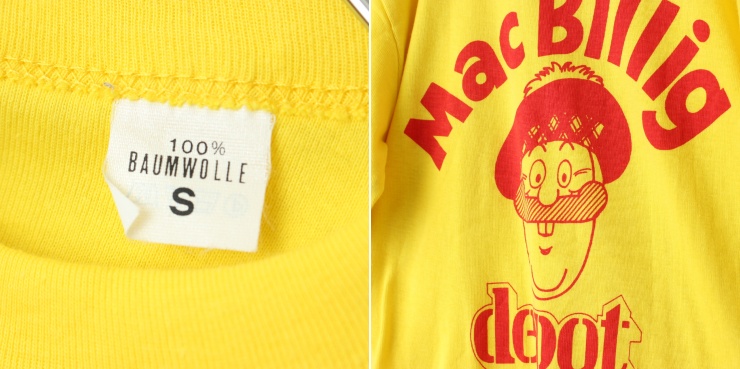 100%
BAUMWOLLE
S
Mac Billig
depot